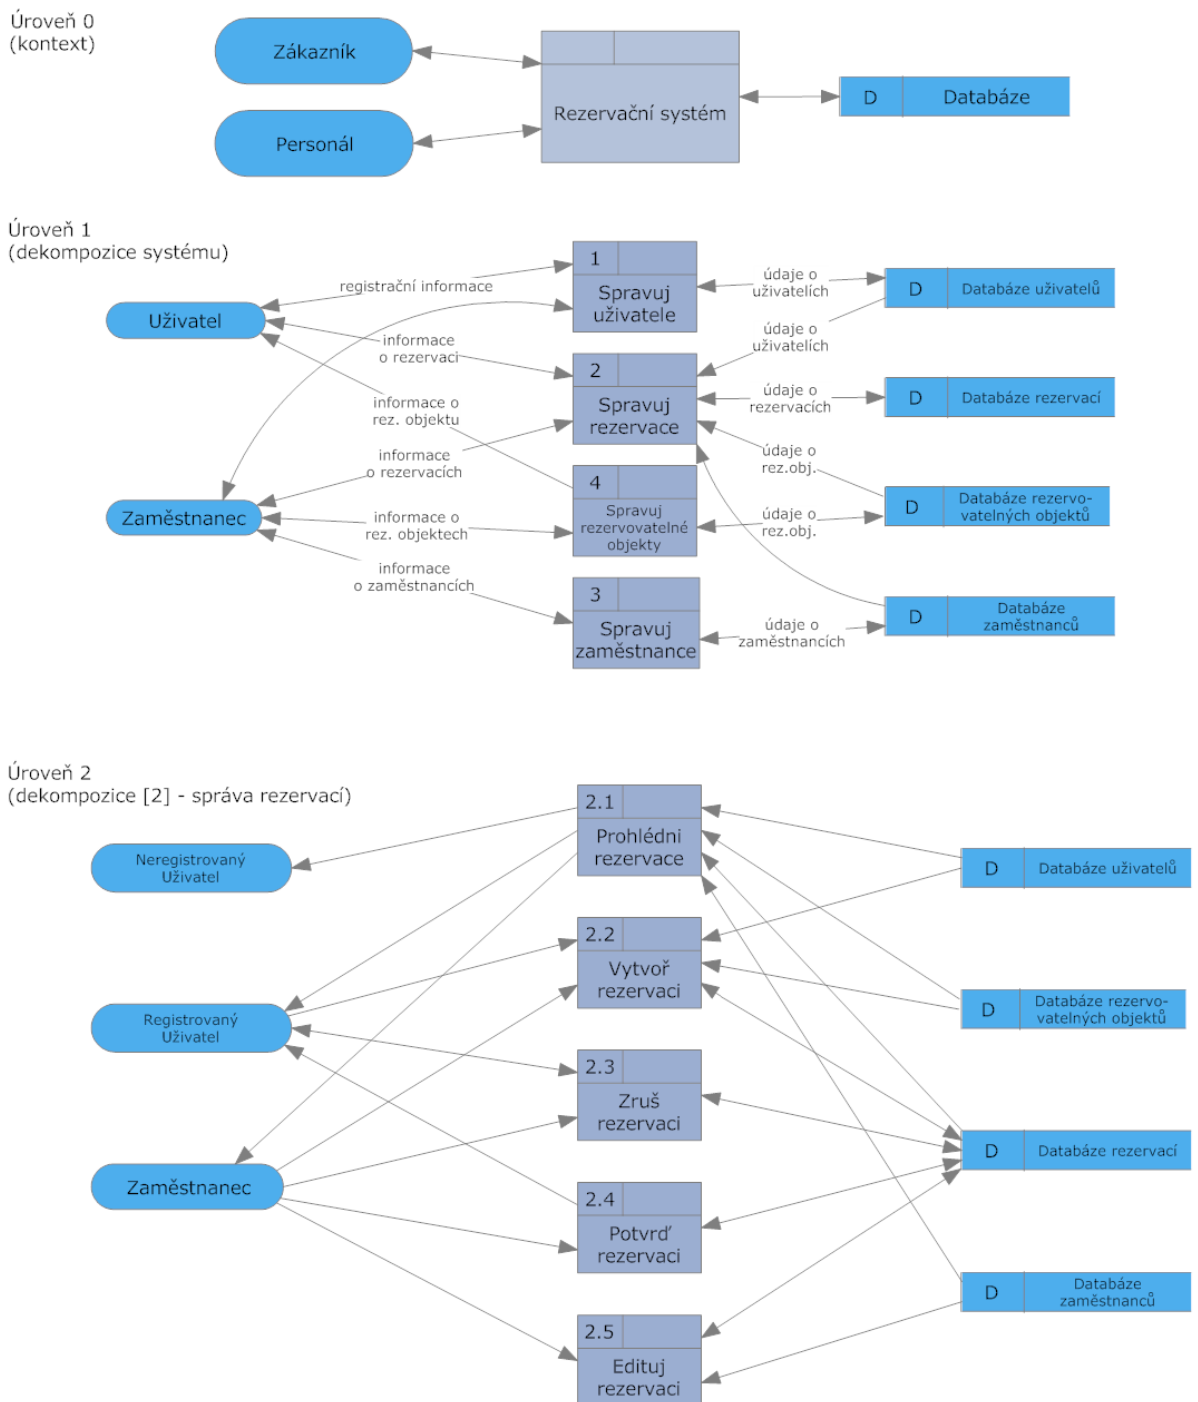 Úroveň 0
(kontext)
Zákazník
Personál
Rezervační systém
D
Databáze
Úroveň 1
(dekompozice systému)
Uživatel
Zaměstnanec
registrační informace
informace
o rezervaci
informace o
rez. objektu
informace
o rezervacích
informace o
rez. objektech
informace
o zaměstnancích
1
Spravuj
uživatele
2
Spravuj
rezervace
4
Spravuj
rezervovatelné
objekty
3
Spravuj
zaměstnance
údaje o
uživatelích
údaje o
uživatelích
údaje o
rezervacích
údaje o
rez.obj.
údaje o
rez.obj.
údaje o
zaměstnancích
D
Databáze uživatelů
D
Databáze rezervací
D
Databáze rezervo-
vatelných objektů
D
Databáze
zaměstnanců
Úroveň 2
(dekompozice [2] - správa rezervací)
Neregistrovaný
Uživatel
Registrovaný
Uživatel
Zaměstnanec
2.1
Prohlédni
rezervace
2.2
Vytvoř
rezervaci
2.3
Zruš
rezervaci
2.4
Potvrď
rezervaci
2.5
Edituj
rezervaci
D
Databáze uživatelů
D
Databáze rezervo-
vatelných objektů
D
Databáze rezervací
D
Databáze
zaměstnanců